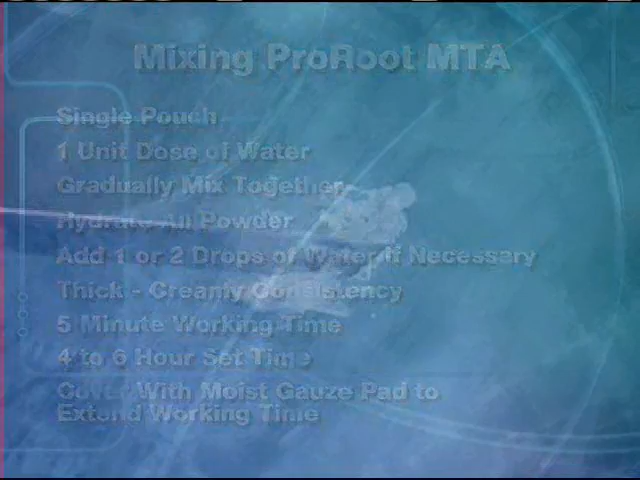 Mixing ProRoot MTA
Single Pouch
1 Unit Dose of Water
Gradually Mix Together
Hydrate All Powder
Add 1 or 2 Drops of Water if Necessary
Thick - Creamy Consistency
5 Minute Working Time
4 to 6 Hour Set Time
Cover With Moist Gauze Pad to
Extend Working Time